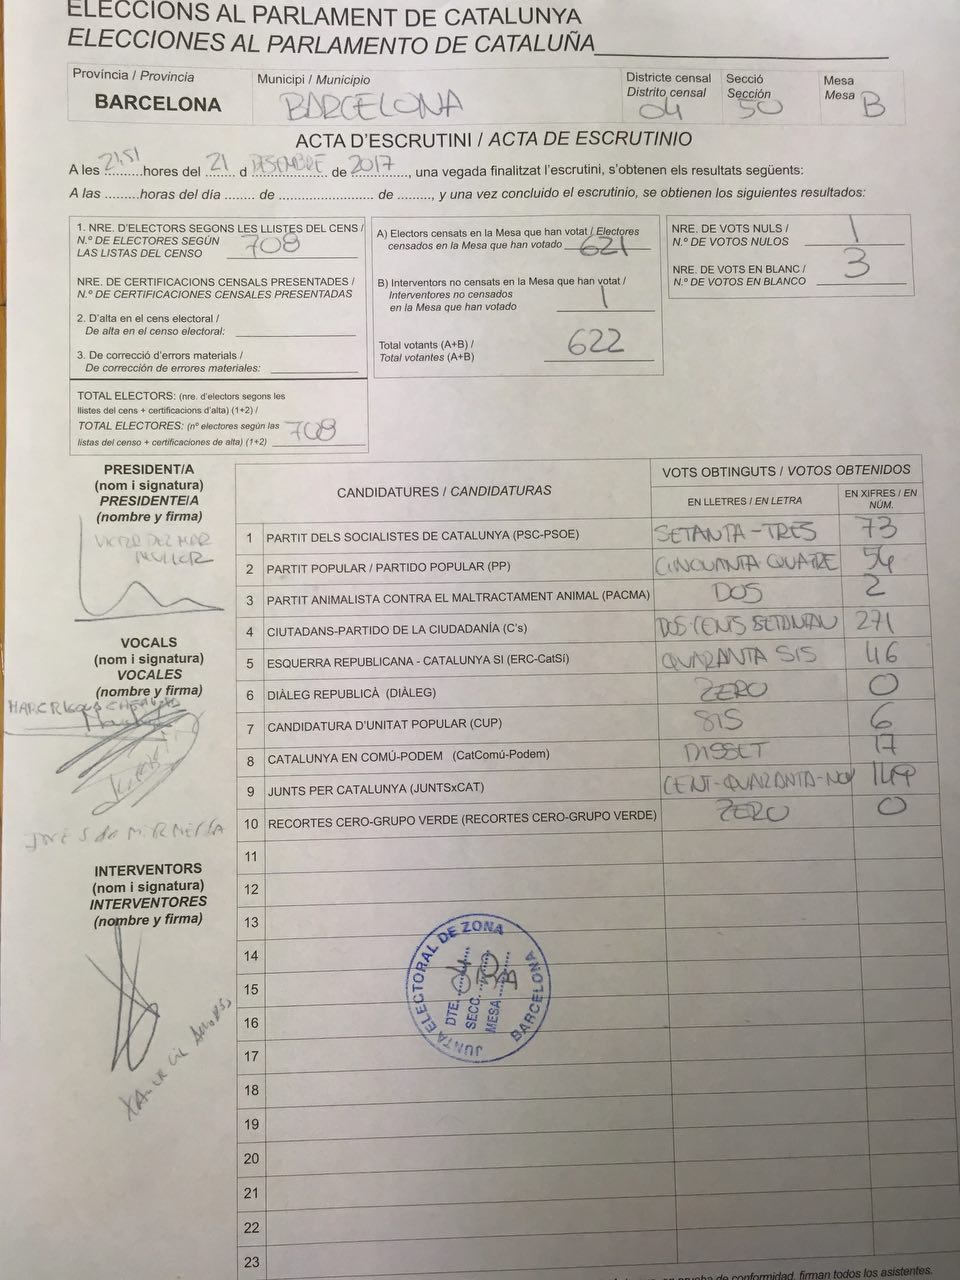 ELECCIONS AL PARLAMENT DE CATALUNYA
ELECCIONES AL PARLAMENTO DE CATALUÑA
Província / Provincia
BARCELONA
Municipi / Municipio
BARCELONA
Districte censal
Distrito censal
04
Secció
Sección
50
Mesa
Mesa
B
ACTA D'ESCRUTINI / ACTA DE ESCRUTINIO
A les 21,51 hores del 21 d DESEMBRE de 2017, una vegada finalitzat l'escrutini, s'obtenen els resultats següents:
A las .........horas del día ........ de ......................... de ........., y una vez concluido el escrutinio, se obtienen los siguientes resultados:
1. NRE. D'ELECTORS SEGONS LES LLISTES DEL CENS /
N.º DE ELECTORES SEGÚN
LAS LISTAS DEL CENSO 708
NRE. DE CERTIFICACIONS CENSALS PRESENTADES /
N.º DE CERTIFICACIONES CENSALES PRESENTADAS
2. D'alta en el cens electoral /
De alta en el censo electoral:
3. De correcció d'errors materials /
De corrección de errores materiales:
TOTAL ELECTORS: (nre. d'electors segons les
llistes del cens + certificacions d'alta) (1+2) /
TOTAL ELECTORES: (nº electores según las
listas del censo + certificaciones de alta) (1+2) 708
A) Electors censats en la Mesa que han votat / Electores
censados en la Mesa que han votado 621
B) Interventors no censats en la Mesa que han votat /
Interventores no censados
en la Mesa que han votado 1
Total votants (A+B) /
Total votantes (A+B) 622
NRE. DE VOTS NULS /
N.º DE VOTOS NULOS 1
NRE. DE VOTS EN BLANC /
N.º DE VOTOS EN BLANCO 3
PRESIDENT/A
(nom i signatura)
PRESIDENTE/A
(nombre y firma)
VICTOR DEL MAR
VOCALS
(nom i signatura)
VOCALES
(nombre y firma)
INTERVENTORS
(nom i signatura)
INTERVENTORES
(nombre y firma)
CANDIDATURES / CANDIDATURAS
VOTS OBTINGUTS / VOTOS OBTENIDOS
EN LLETRES / EN LETRA
EN XIFRES / EN NÚM.
1 PARTIT DELS SOCIALISTES DE CATALUNYA (PSC-PSOE) SETANTA-TRES 73
2 PARTIT POPULAR / PARTIDO POPULAR (PP) CINQUANTA QUATRE 54
3 PARTIT ANIMALISTA CONTRA EL MALTRACTAMENT ANIMAL (PACMA) DOS 2
4 CIUTADANS-PARTIDO DE LA CIUDADANÍA (C's) DOS CENTS SETANTAU 271
5 ESQUERRA REPUBLICANA - CATALUNYA SI (ERC-CatSí) QUARANTA SIS 46
6 DIÀLEG REPUBLICÀ (DIÀLEG) ZERO 0
7 CANDIDATURA D'UNITAT POPULAR (CUP) SIS 6
8 CATALUNYA EN COMÚ-PODEM (CatComú-Podem) DISSET 17
9 JUNTS PER CATALUNYA (JUNTSxCAT) CENT-QUARANTA-NOU 149
10 RECORTES CERO-GRUPO VERDE (RECORTES CERO-GRUPO VERDE) ZERO 0
11
12
13
14
15
16
17
18
19
20
21
22
23
JUNTA ELECTORAL DE ZONA
BARCELONA
DTE. 04
SECC. 50
MESA B
de conformidad, firman todos los asistentes.